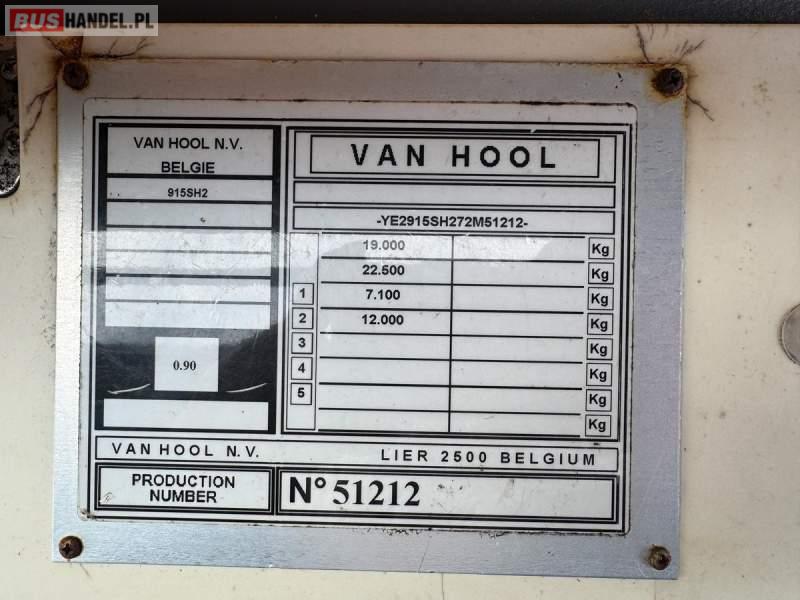 BUSHANDEL.PL
VAN HOOL N.V.
BELGIE
915SH2
0.90
VAN HOOL
-YE2915SH272M51212-
19.000 Kg
22.500 Kg
1 7.100 Kg
2 12.000 Kg
3 Kg
4 Kg
5 Kg
Kg
VAN HOOL N.V. LIER 2500 BELGIUM
PRODUCTION
NUMBER
N° 51212